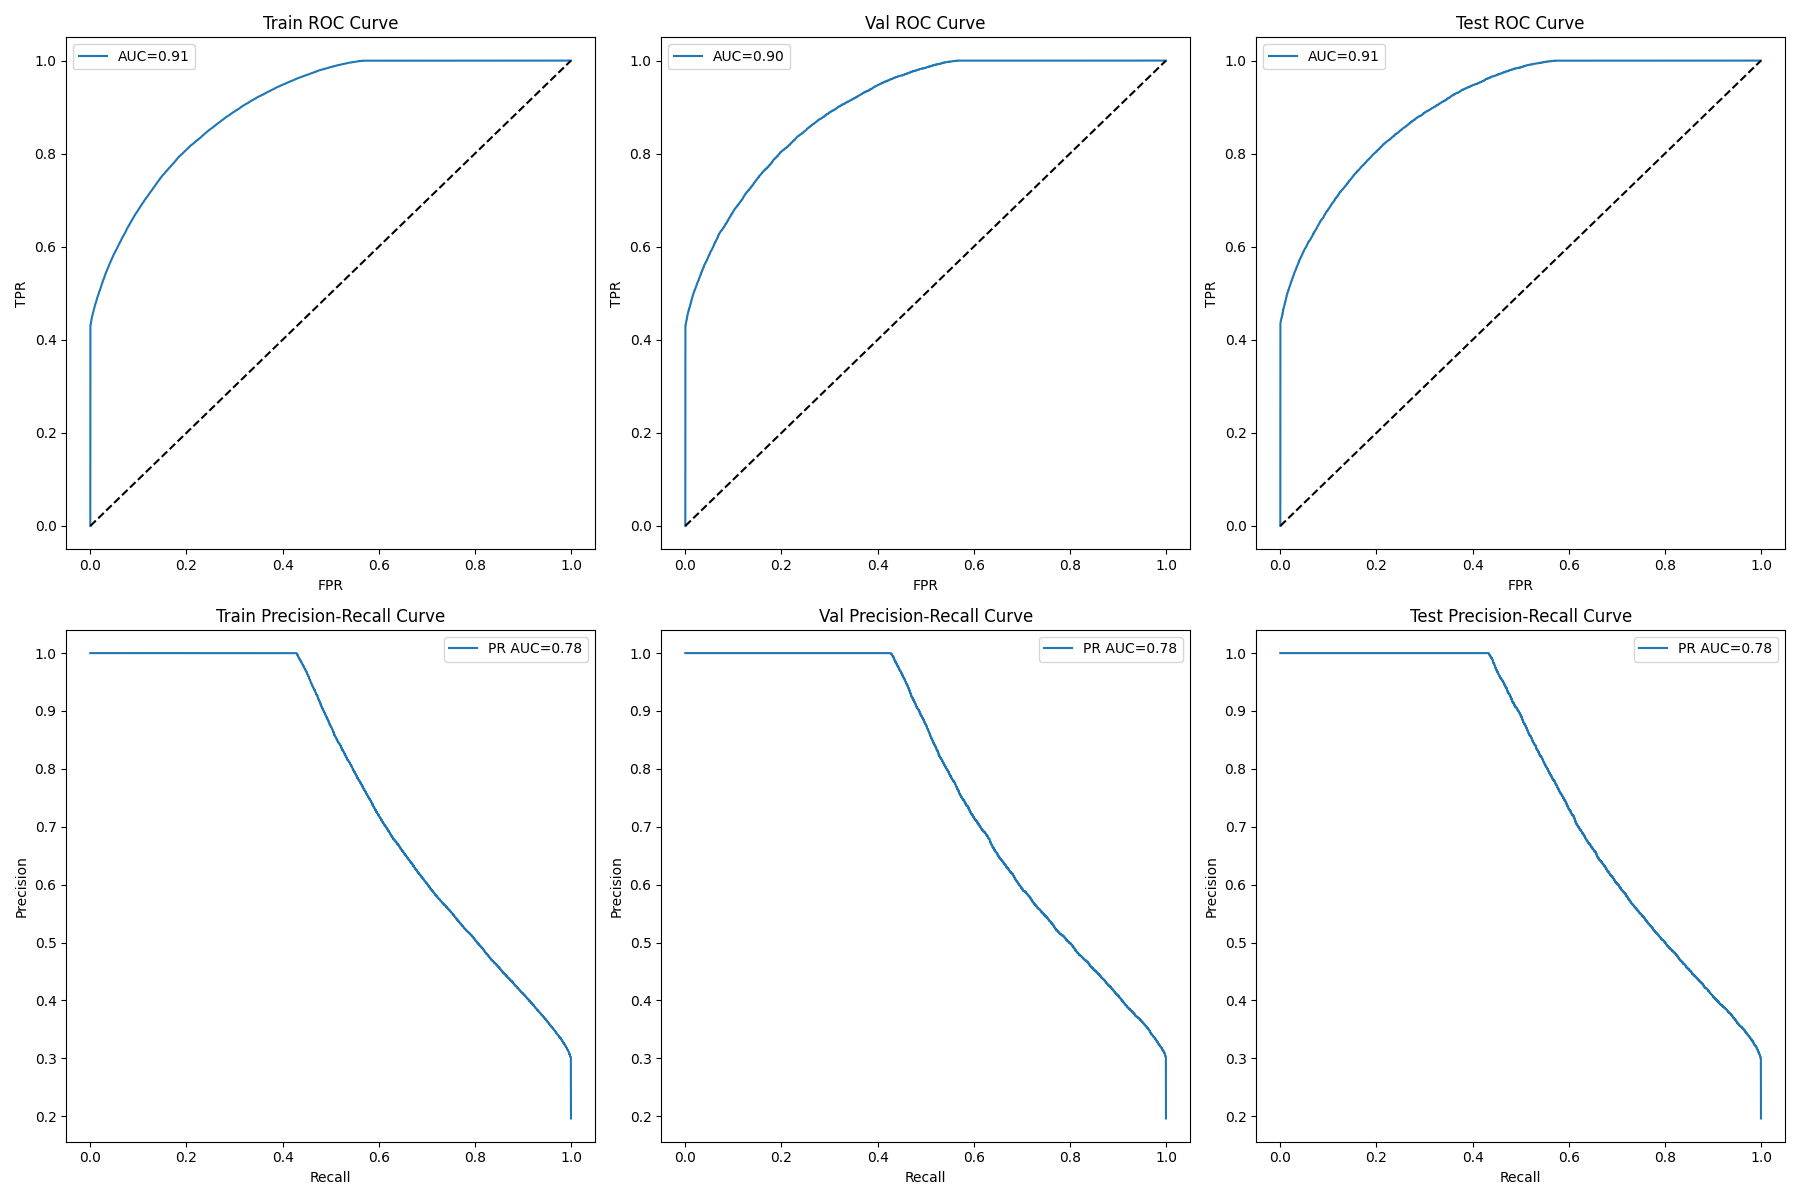 Train ROC Curve
AUC=0.91
1.0
0.8
0.6
0.4
0.2
0.0
TPR
0.0 0.2 0.4 0.6 0.8 1.0
FPR
Val ROC Curve
AUC=0.90
1.0
0.8
0.6
0.4
0.2
0.0
TPR
0.0 0.2 0.4 0.6 0.8 1.0
FPR
Test ROC Curve
AUC=0.91
1.0
0.8
0.6
0.4
0.2
0.0
TPR
0.0 0.2 0.4 0.6 0.8 1.0
FPR
Train Precision-Recall Curve
PR AUC=0.78
1.0
0.9
0.8
0.7
0.6
0.5
0.4
0.3
0.2
Precision
0.0 0.2 0.4 0.6 0.8 1.0
Recall
Val Precision-Recall Curve
PR AUC=0.78
1.0
0.9
0.8
0.7
0.6
0.5
0.4
0.3
0.2
Precision
0.0 0.2 0.4 0.6 0.8 1.0
Recall
Test Precision-Recall Curve
PR AUC=0.78
1.0
0.9
0.8
0.7
0.6
0.5
0.4
0.3
0.2
Precision
0.0 0.2 0.4 0.6 0.8 1.0
Recall